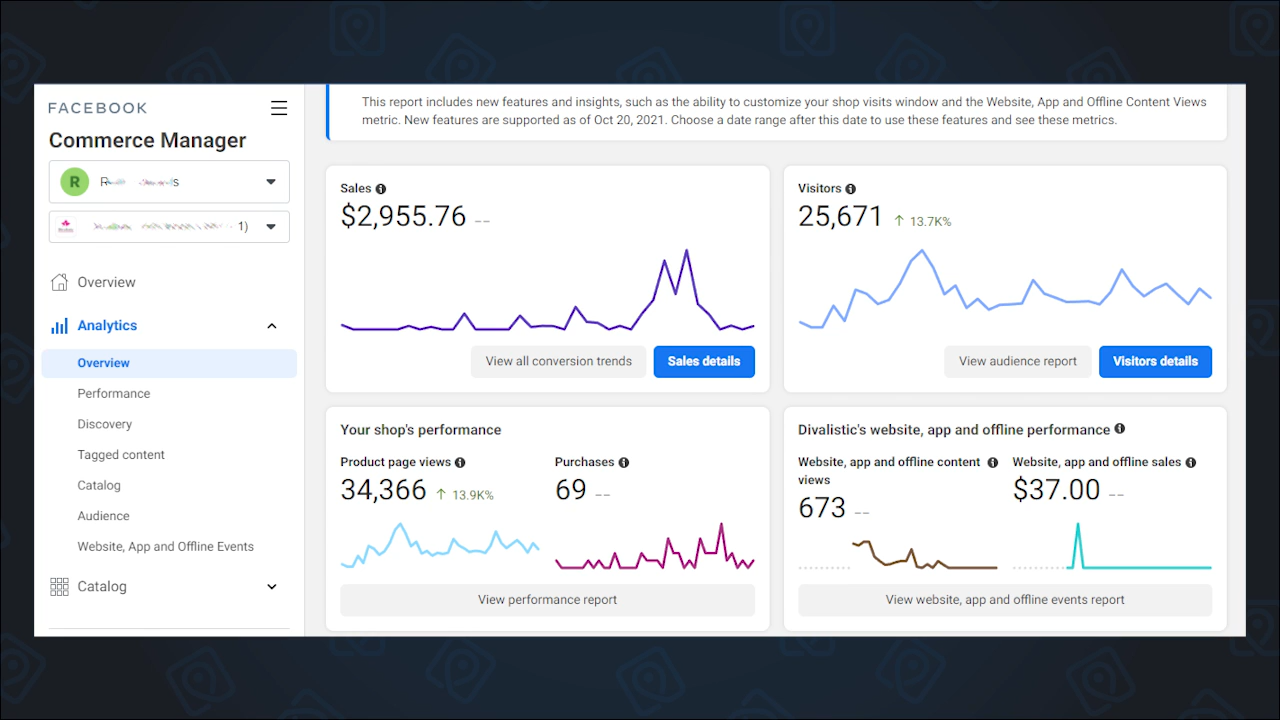 FACEBOOK
Commerce Manager
R
1)
Overview
Analytics
Overview
Performance
Discovery
Tagged content
Catalog
Audience
Website, App and Offline Events
Catalog
This report includes new features and insights, such as the ability to customize your shop visits window and the Website, App and Offline Content Views
metric. New features are supported as of Oct 20, 2021. Choose a date range after this date to use these features and see these metrics.
Sales
$2,955.76 --
View all conversion trends
Sales details
Visitors
25,671 ↑ 13.7K%
View audience report
Visitors details
Your shop's performance
Product page views
34,366 ↑ 13.9K%
Purchases
69 --
View performance report
Divalistic's website, app and offline performance
Website, app and offline content
views
673 --
Website, app and offline sales
$37.00 --
View website, app and offline events report